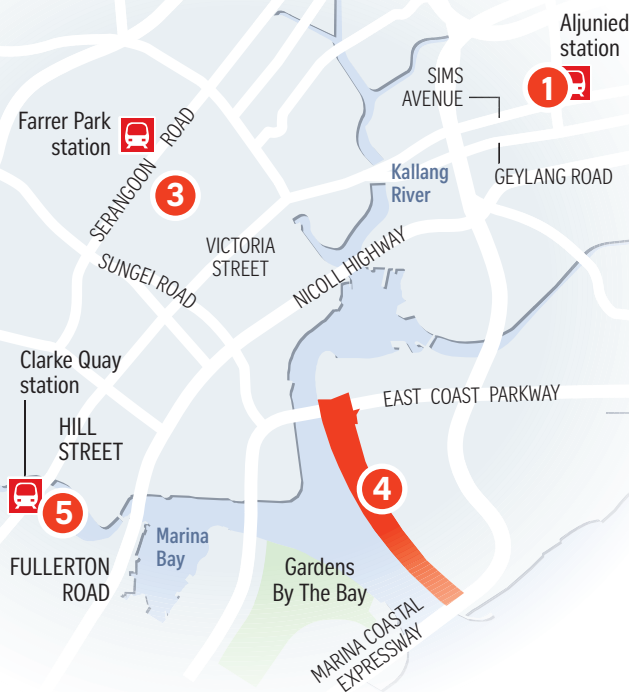 Aljunied
station
1
SIMS
AVENUE
Farrer Park
station
SERANGOON ROAD
3
Kallang
River
GEYLANG ROAD
VICTORIA
STREET
NICOLL HIGHWAY
SUNGEI ROAD
Clarke Quay
station
EAST COAST PARKWAY
HILL
STREET
4
5
Marina
Bay
FULLERTON
ROAD
Gardens
By The Bay
MARINA COASTAL
EXPRESSWAY